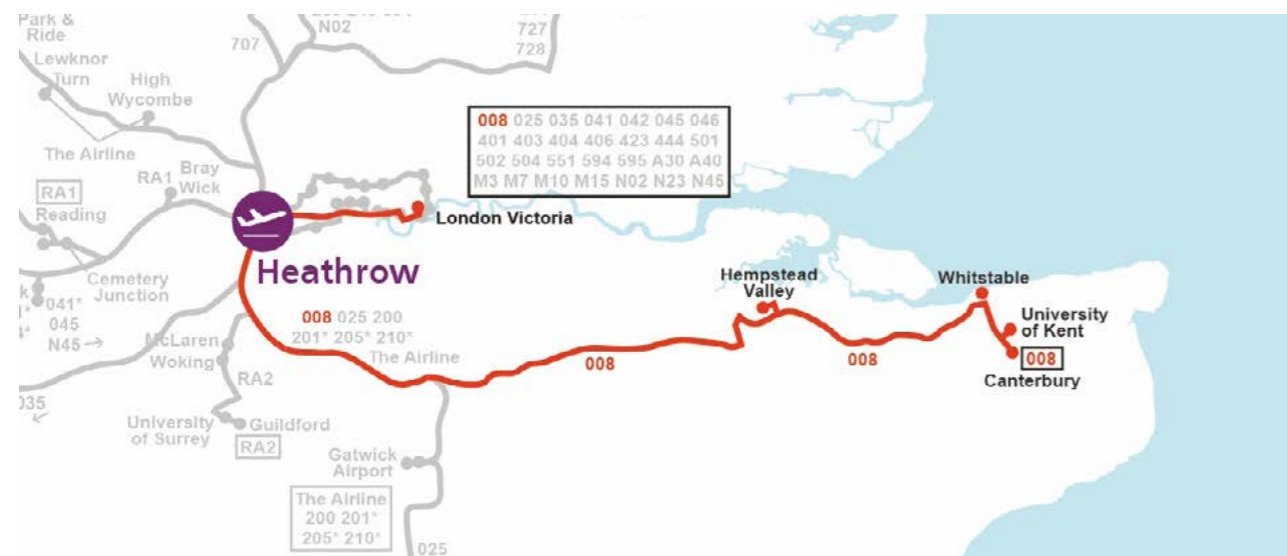 Park &
Ride
Lewknor
Turn
High
Wycombe
The Airline
707
N02
727
728
RA1
Bray
Wick
RA1
Reading
Cemetery
Junction
041*
045
N45→
008 025 035 041 042 045 046
401 403 404 406 423 444 501
502 504 551 594 595 A30 A40
M3 M7 M10 M15 N02 N23 N45
London Victoria
Heathrow
008 025 200
201* 205* 210*
The Airline
McLaren
Woking
RA2
035
University
of Surrey
Guildford
RA2
Gatwick
Airport
The Airline
200 201*
205* 210*
025
008
Hempstead
Valley
008
Whitstable
University
of Kent
008
Canterbury